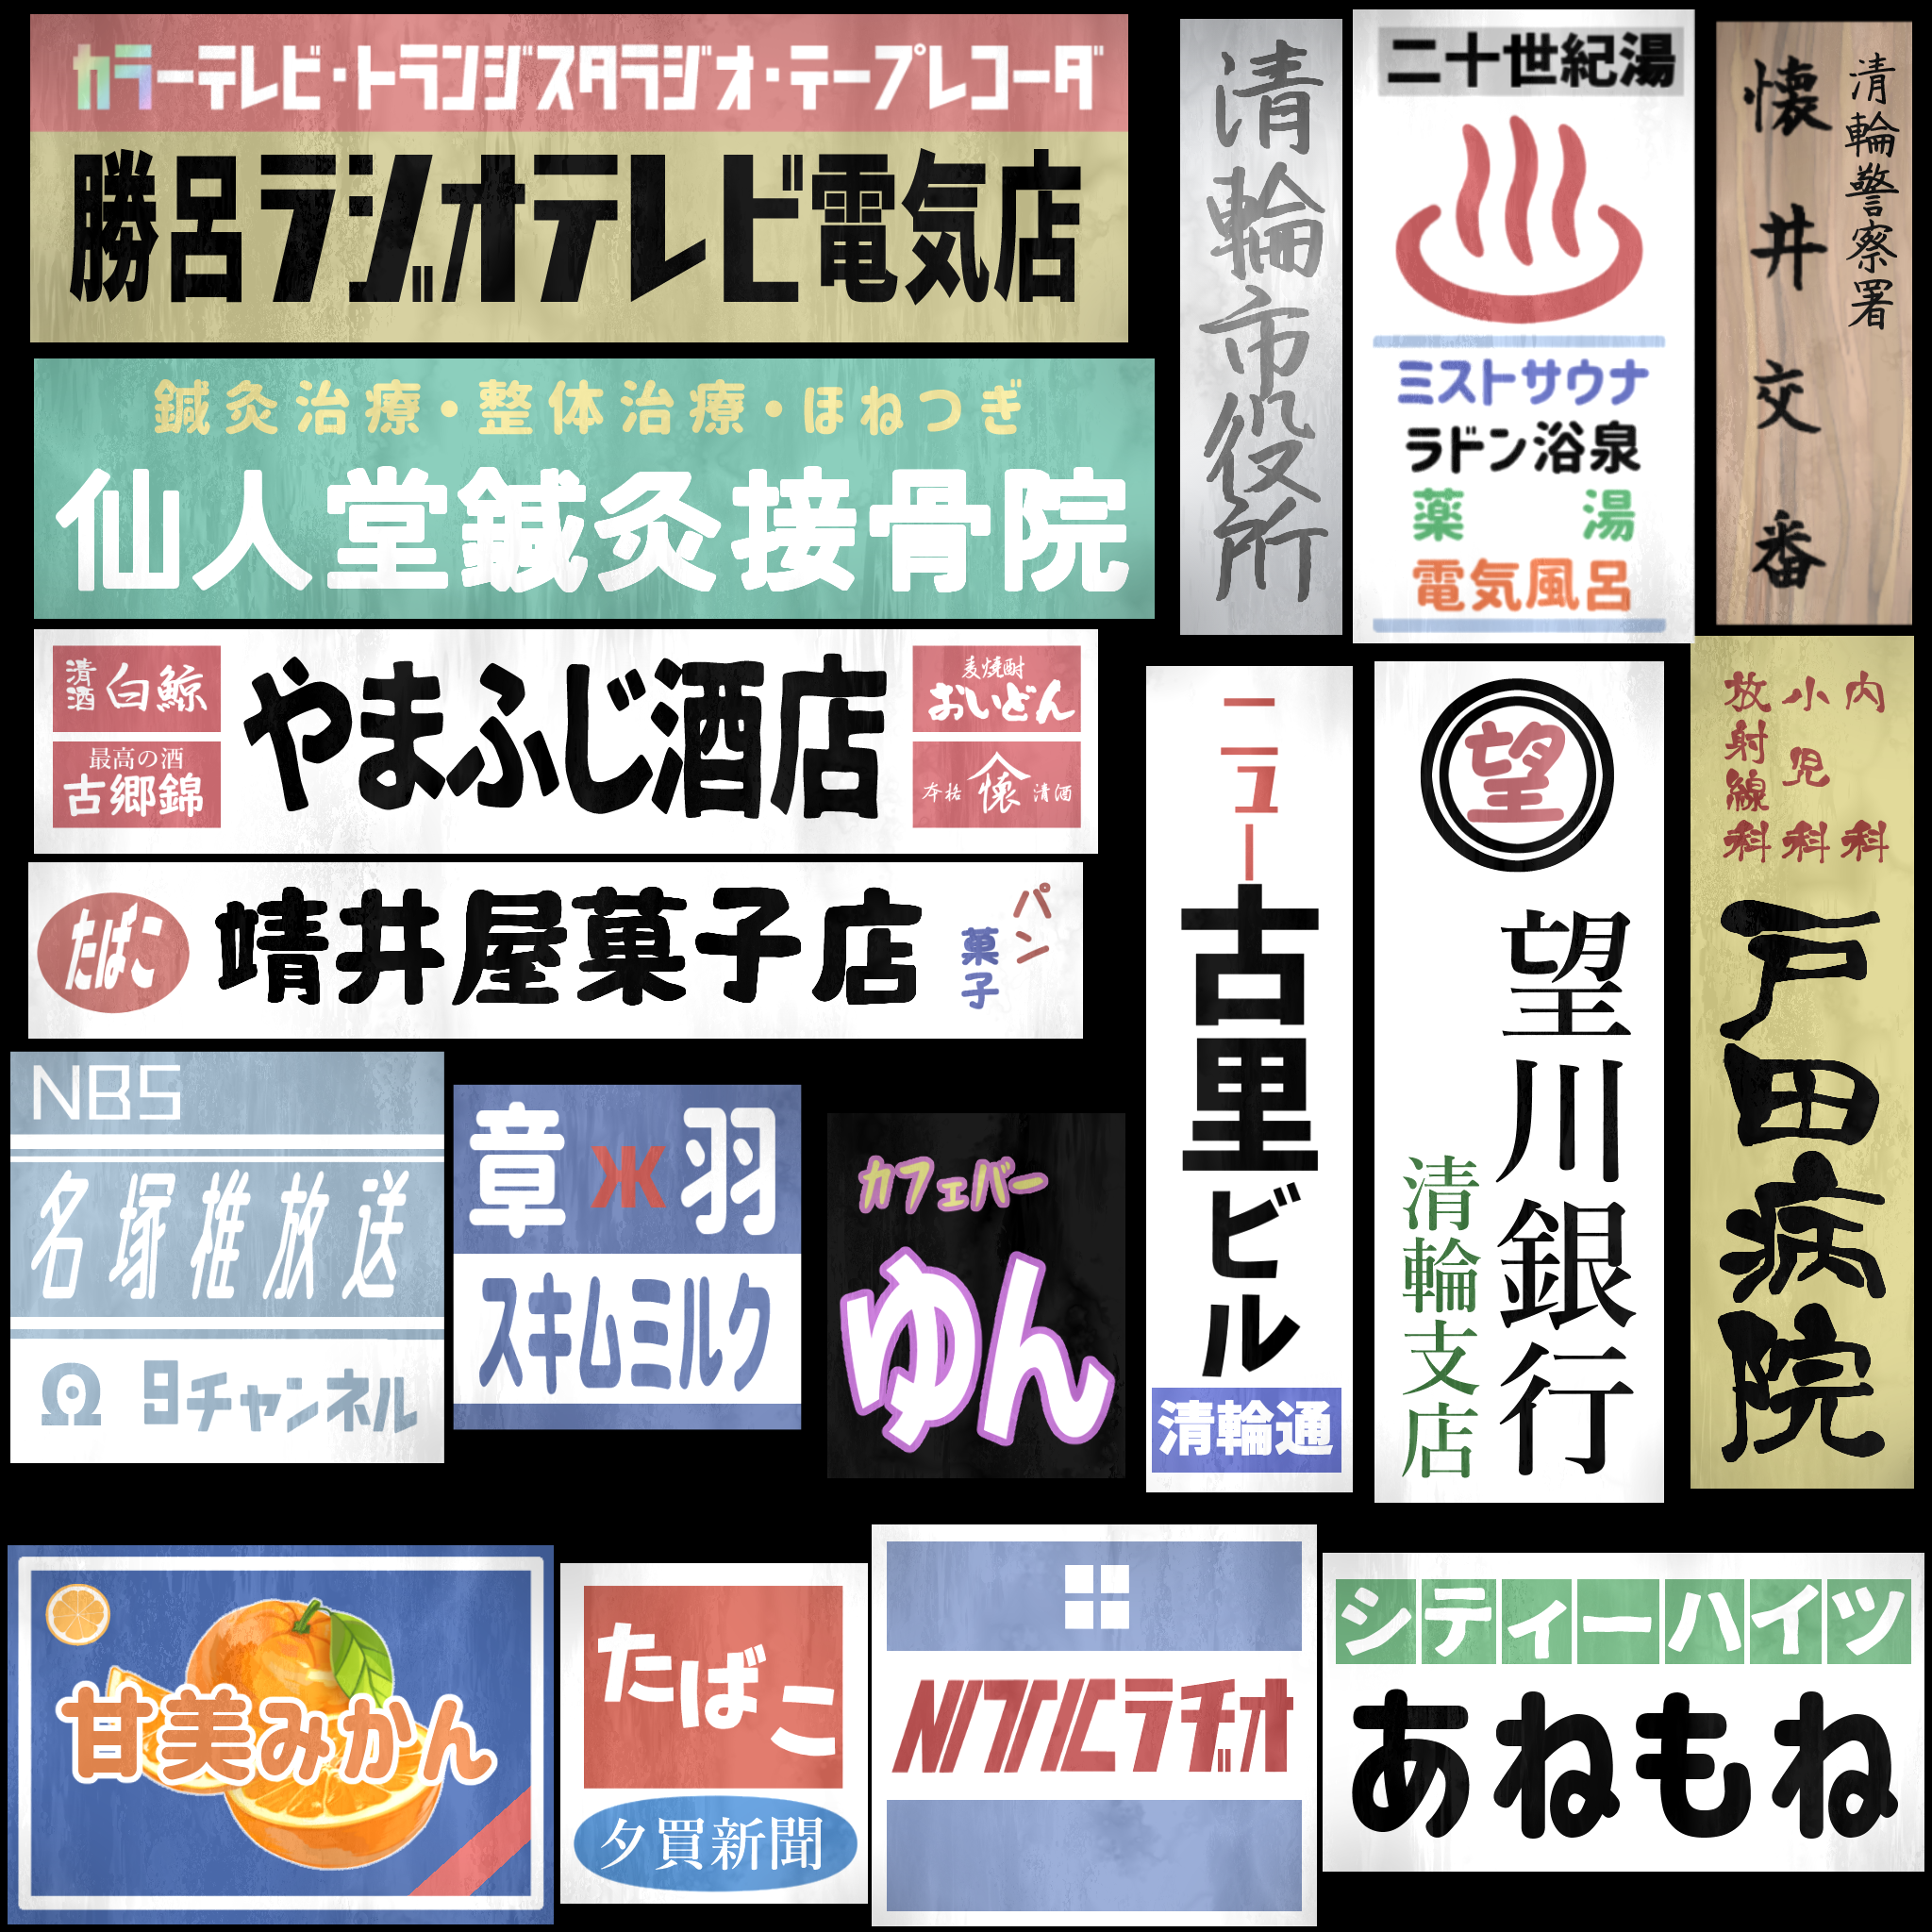 カラーテレビ・トランジスタラジオ・テープレコーダ
勝呂ラジオテレビ電気店
鍼灸治療・整体治療・ほねつぎ
仙人堂鍼灸接骨院
清輪市役所
二十世紀湯
ミストサウナ
ラドン浴泉
薬湯
電気風呂
清輪警察署
懐井交番
清酒
白鯨
最高の酒
古郷錦
やまふじ酒店
麦焼酎
おいどん
本格
懐
清酒
たばこ
靖井屋菓子店
パン
菓子
ニュー古里ビル
清輪通
望
望川銀行
清輪支店
内科
小児科
放射線科
戸田病院
NBS
名塚椎放送
Ω 9チャンネル
章ж羽
スキムミルク
カフェバー
ゆん
甘美みかん
たばこ
夕買新聞
NITICラヂオ
シティーハイツ
あねもね